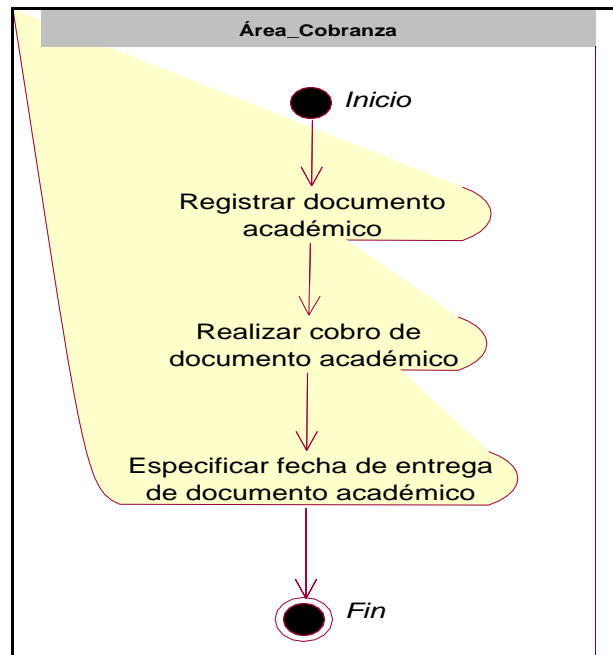 Área_Cobranza
Inicio
Registrar documento
académico
Realizar cobro de
documento académico
Especificar fecha de entrega
de documento académico
Fin